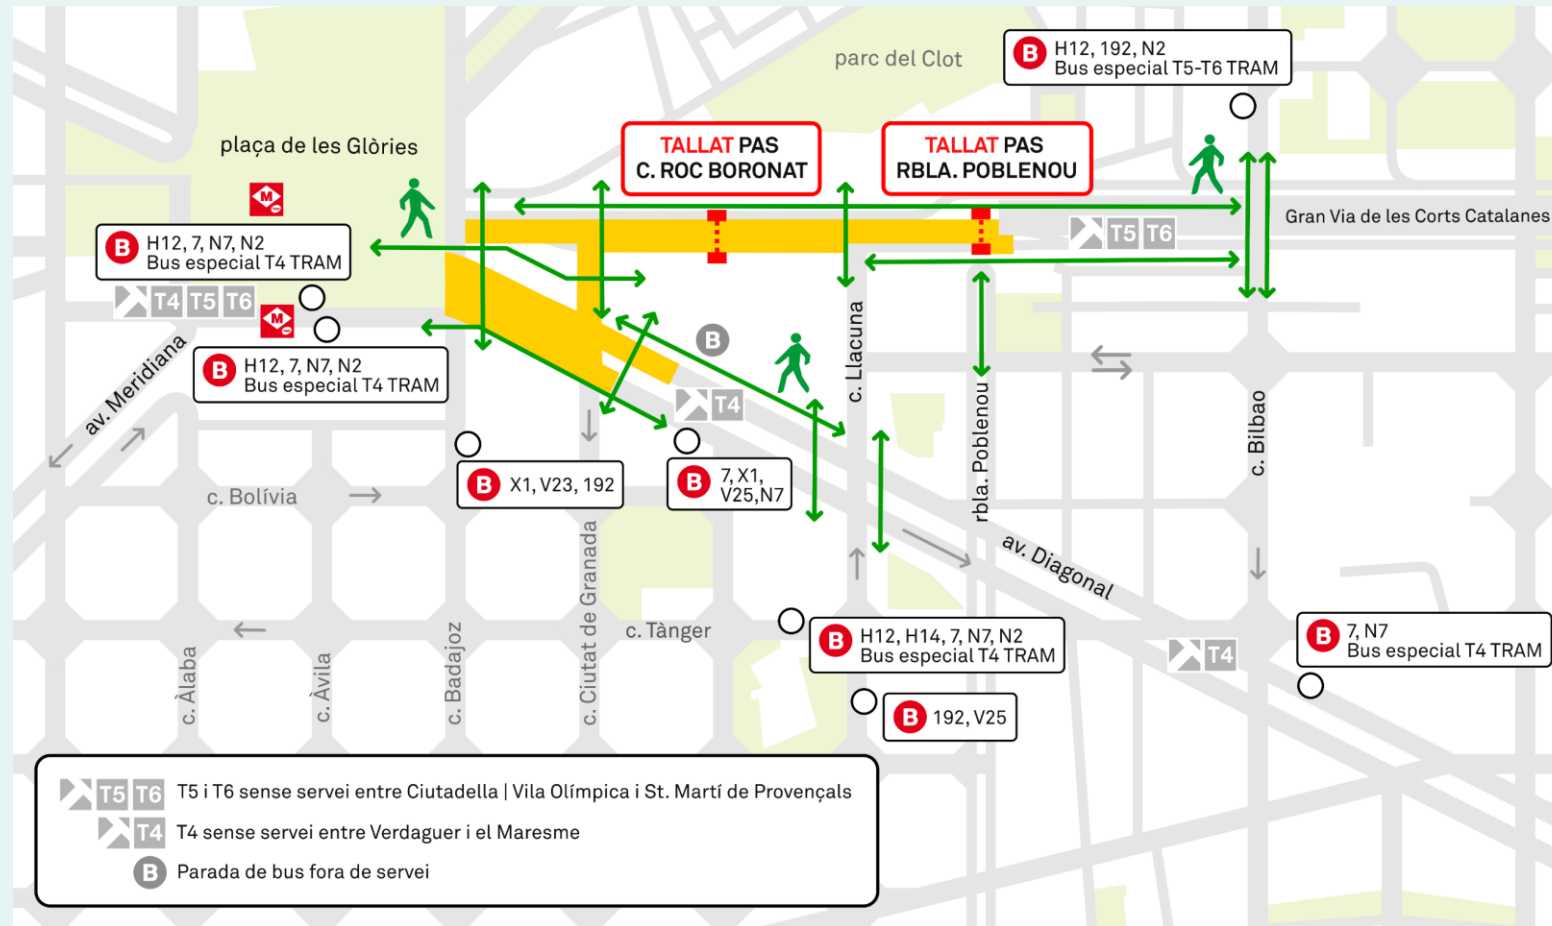 parc del Clot
B H12, 192, N2
Bus especial T5-T6 TRAM
plaça de les Glòries
TALLAT PAS
C. ROC BORONAT
TALLAT PAS
RBLA. POBLENOU
M
Gran Via de les Corts Catalanes
T5 T6
B H12, 7, N7, N2
Bus especial T4 TRAM
T4 T5 T6
M
B
B H12, 7, N7, N2
Bus especial T4 TRAM
av. Meridiana
c. Llacuna
T4
rbla. Poblenou
c. Bilbao
B X1, V23, 192
B 7, X1,
V25,N7
c. Bolívia
av. Diagonal
c. Àlaba
c. Àvila
c. Badajoz
c. Ciutat de Granada
c. Tànger
B H12, H14, 7, N7, N2
Bus especial T4 TRAM
T4
B 7, N7
Bus especial T4 TRAM
B 192, V25
T5 T6 T5 i T6 sense servei entre Ciutadella | Vila Olímpica i St. Martí de Provençals
T4 T4 sense servei entre Verdaguer i el Maresme
B Parada de bus fora de servei